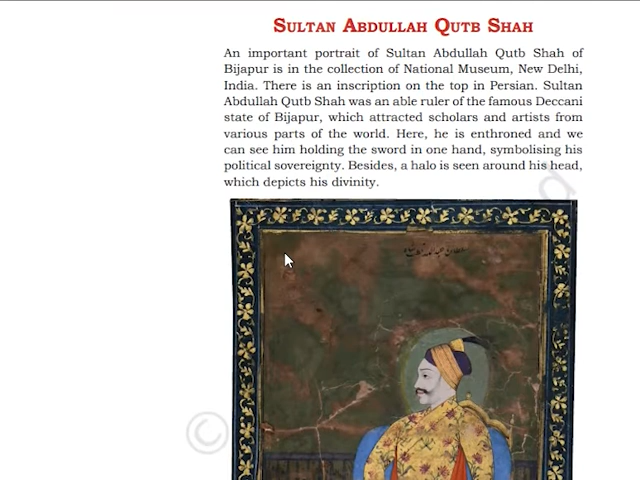 SULTAN ABDULLAH QUTB SHAH
An important portrait of Sultan Abdullah Qutb Shah of
Bijapur is in the collection of National Museum, New Delhi,
India. There is an inscription on the top in Persian. Sultan
Abdullah Qutb Shah was an able ruler of the famous Deccani
state of Bijapur, which attracted scholars and artists from
various parts of the world. Here, he is enthroned and we
can see him holding the sword in one hand, symbolising his
political sovereignty. Besides, a halo is seen around his head,
which depicts his divinity.
©